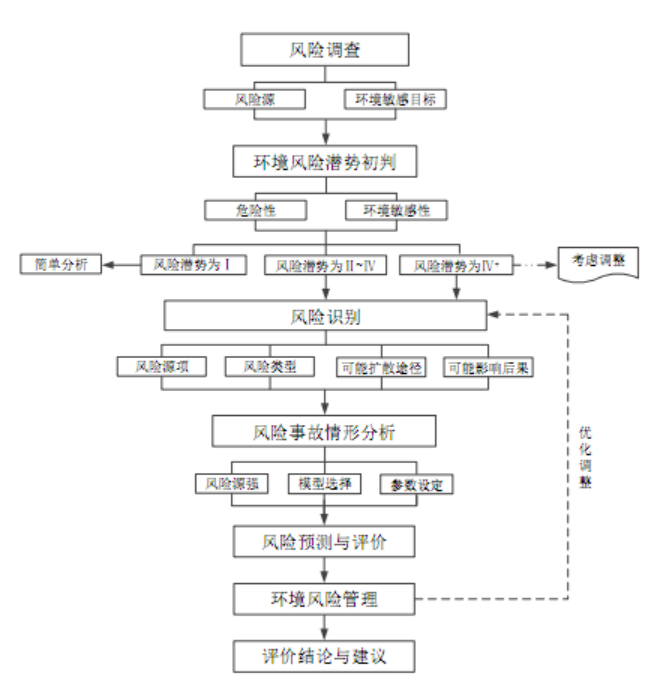 风险调查
风险源
环境敏感目标
环境风险潜势初判
危险性
环境敏感性
简单分析
风险潜势为Ⅰ
风险潜势为Ⅱ~Ⅳ
风险潜势为Ⅳ+
考虑调整
风险识别
风险源项
风险类型
可能扩散途径
可能影响后果
风险事故情形分析
风险源强
模型选择
参数设定
优化调整
风险预测与评价
环境风险管理
评价结论与建议